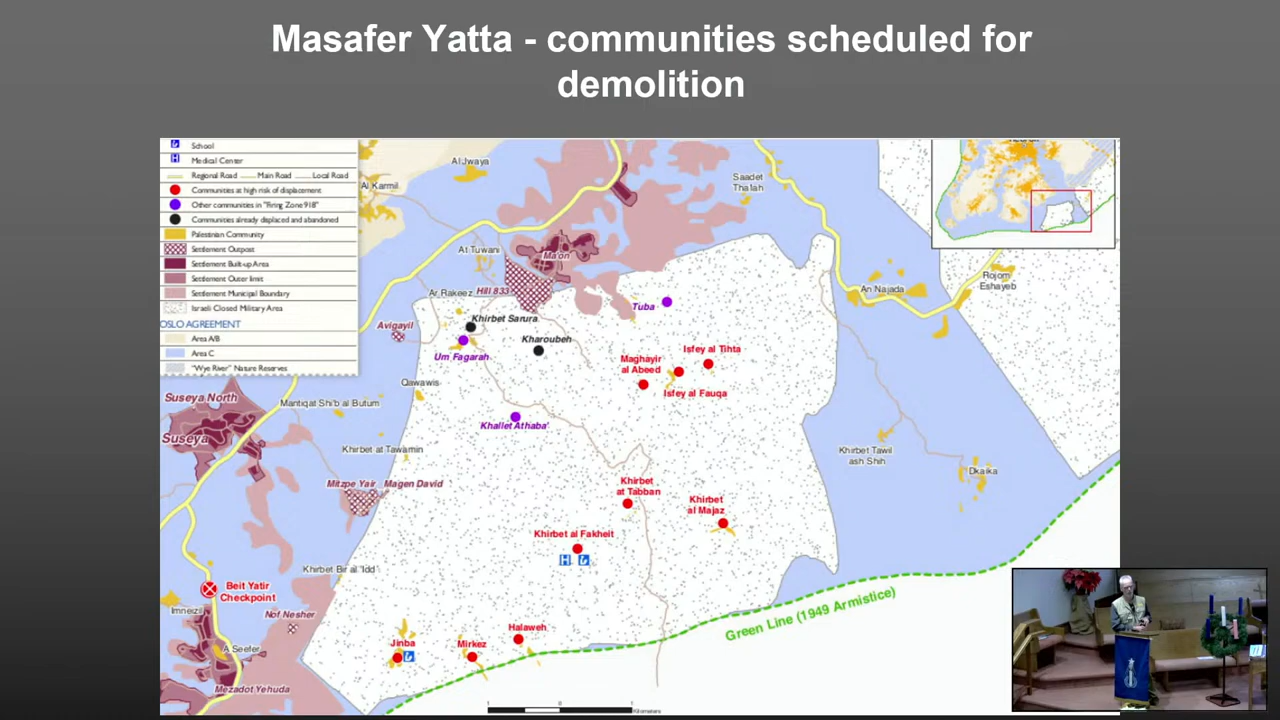 Masafer Yatta - communities scheduled for
demolition
School
Medical Center
Regional Road
Main Road
Local Road
Communities at high risk of displacement
Other communities in "Firing Zone 918"
Communities already displaced and abandoned
Palestinian Community
Settlement Outpost
Settlement Built-up Area
Settlement Outer limit
Settlement Municipal Boundary
Israeli Closed Military Area
OSLO AGREEMENT
Area A/B
Area C
"Wye River" Nature Reserves
Al Jwaya
Al Karmil
Saadet
Tha'lah
At Tuwani
Ma'on
Rojom
Eshayeb
An Najada
Ar Rakeez
Hill 833
Tuba
Khirbet Sarura
Avigayil
Kharoubeh
Um Fagarah
Isfey al Tihta
Maghayir
al Abeed
Isfey al Fauqa
Qawawis
Suseya North
Mantiqat Shi'b al Butum
Khallet Athaba'
Suseya
Khirbet at Tawamin
Khirbet Tawil
ash Shih
Dkaika
Mitzpe Yair
Magen David
Khirbet
at Tabban
Khirbet
al Majaz
Khirbet al Fakheit
H
Khirbet Bir al 'Idd
Beit Yatir
Checkpoint
Imneizil
Nof Nesher
Green Line (1949 Armistice)
Halaweh
Jinba
Mirkez
A Seefer
Mezadot Yehuda
Kilometers